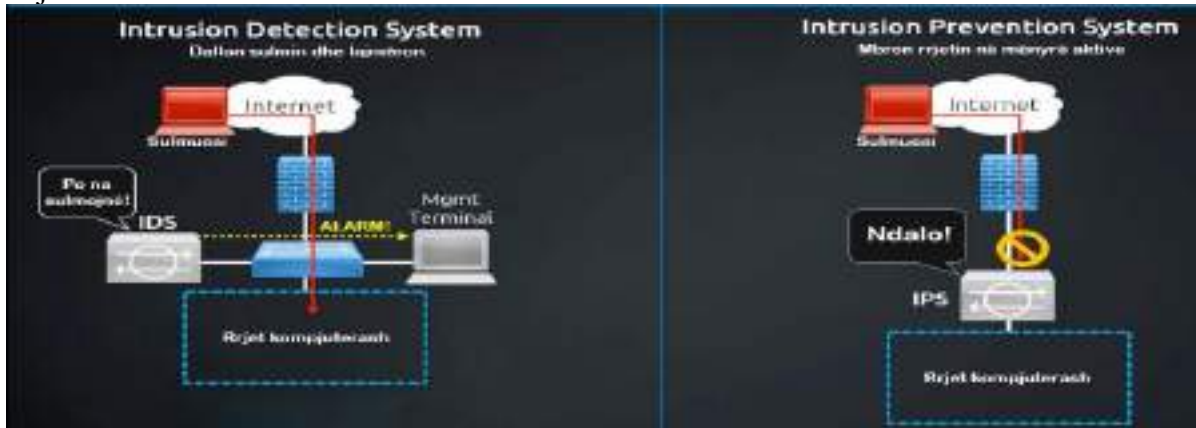 Intrusion Detection System
Dallon sulmin dhe lajmëron
Internet
Sulmuesi
Po na
sulmojnë!
IDS
ALARM!
Mgmt
Terminal
Rrjet kompjuterash
Intrusion Prevention System
Mbron rrjetin në mënyrë aktive
Internet
Sulmuesi
Ndalo!
IPS
Rrjet kompjuterash